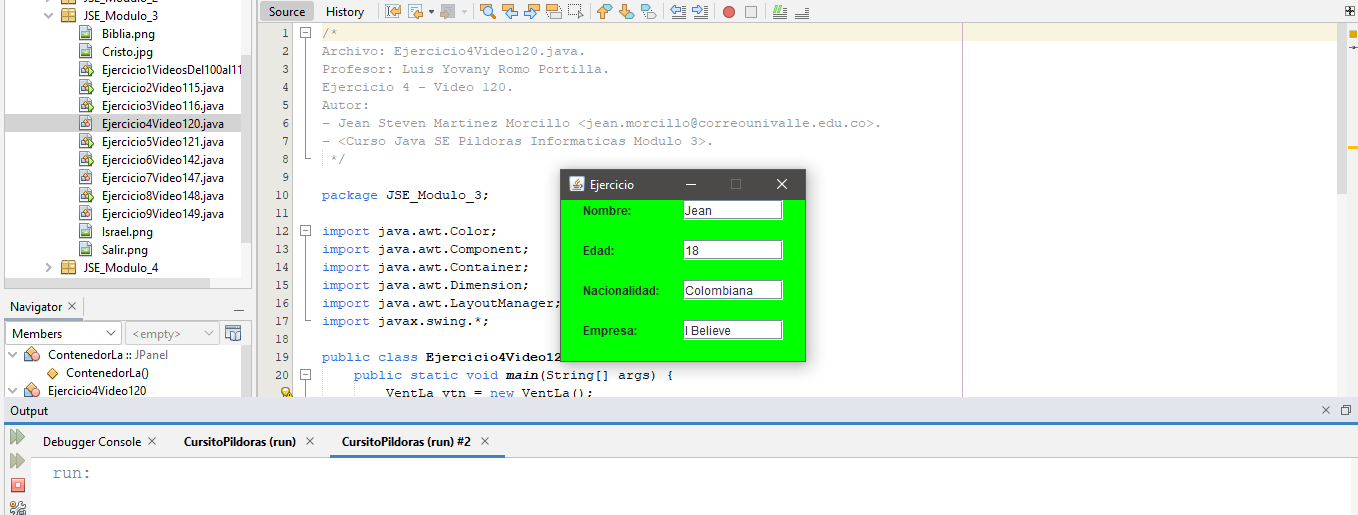 JSE_Modulo_3
Biblia.png
Cristo.jpg
Ejercicio1VideosDel100al11
Ejercicio2Video115.java
Ejercicio3Video116.java
Ejercicio4Video120.java
Ejercicio5Video121.java
Ejercicio6Video142.java
Ejercicio7Video147.java
Ejercicio8Video148.java
Ejercicio9Video149.java
Israel.png
Salir.png
JSE_Modulo_4
Navigator
Members <empty>
ContenedorLa :: JPanel
ContenedorLa()
Ejercicio4Video120
Source History
1 /*
2 Archivo: Ejercicio4Video120.java.
3 Profesor: Luis Yovany Romo Portilla.
4 Ejercicio 4 - Video 120.
5 Autor:
6 - Jean Steven Martinez Morcillo <jean.morcillo@correounivalle.edu.co>.
7 - <Curso Java SE Pildoras Informaticas Modulo 3>.
8 */
9
10 package JSE_Modulo_3;
11
12 import java.awt.Color;
13 import java.awt.Component;
14 import java.awt.Container;
15 import java.awt.Dimension;
16 import java.awt.LayoutManager;
17 import javax.swing.*;
18
19 public class Ejercicio4Video12
20 public static void main(String[] args) {
VentLa vtn = new VentLa();
Ejercicio
Nombre: Jean
Edad: 18
Nacionalidad: Colombiana
Empresa: I Believe
Output
Debugger Console CursitoPildoras (run) CursitoPildoras (run) #2
run: